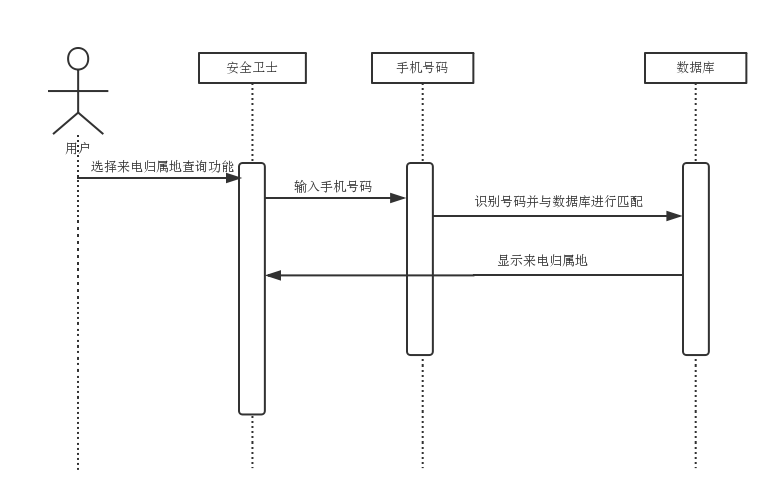 安全卫士
手机号码
数据库
用户
选择来电归属地查询功能
输入手机号码
识别号码并与数据库进行匹配
显示来电归属地